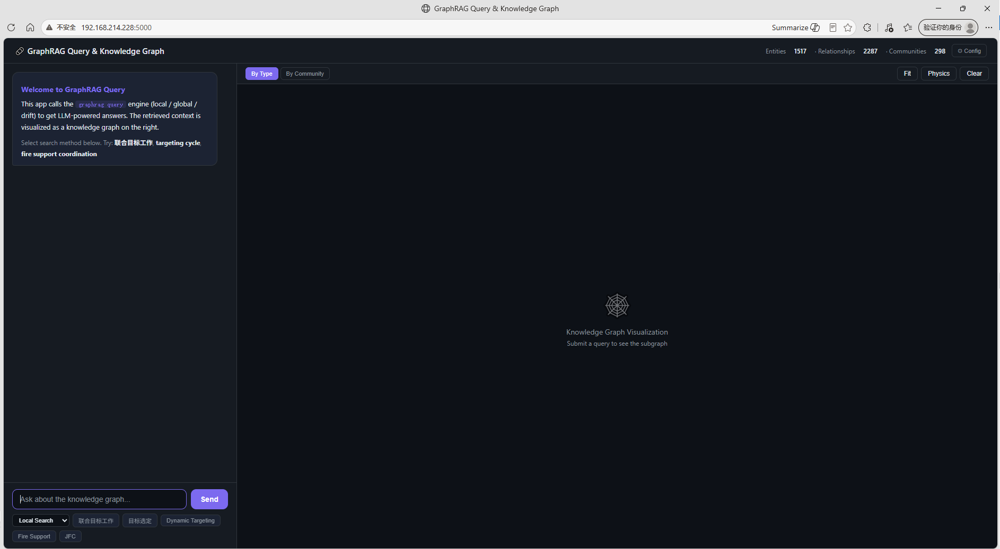 GraphRAG Query & Knowledge Graph
不安全 192.168.214.228:5000
Summarize
验证你的身份
GraphRAG Query & Knowledge Graph
Entities 1517 · Relationships 2287 · Communities 298
Config
Welcome to GraphRAG Query
This app calls the graphrag query engine (local / global /
drift) to get LLM-powered answers. The retrieved context is
visualized as a knowledge graph on the right.
Select search method below. Try: 联合目标工作, targeting cycle,
fire support coordination
By Type
By Community
Fit
Physics
Clear
Knowledge Graph Visualization
Submit a query to see the subgraph
Ask about the knowledge graph...
Send
Local Search
联合目标工作
目标选定
Dynamic Targeting
Fire Support
JFC